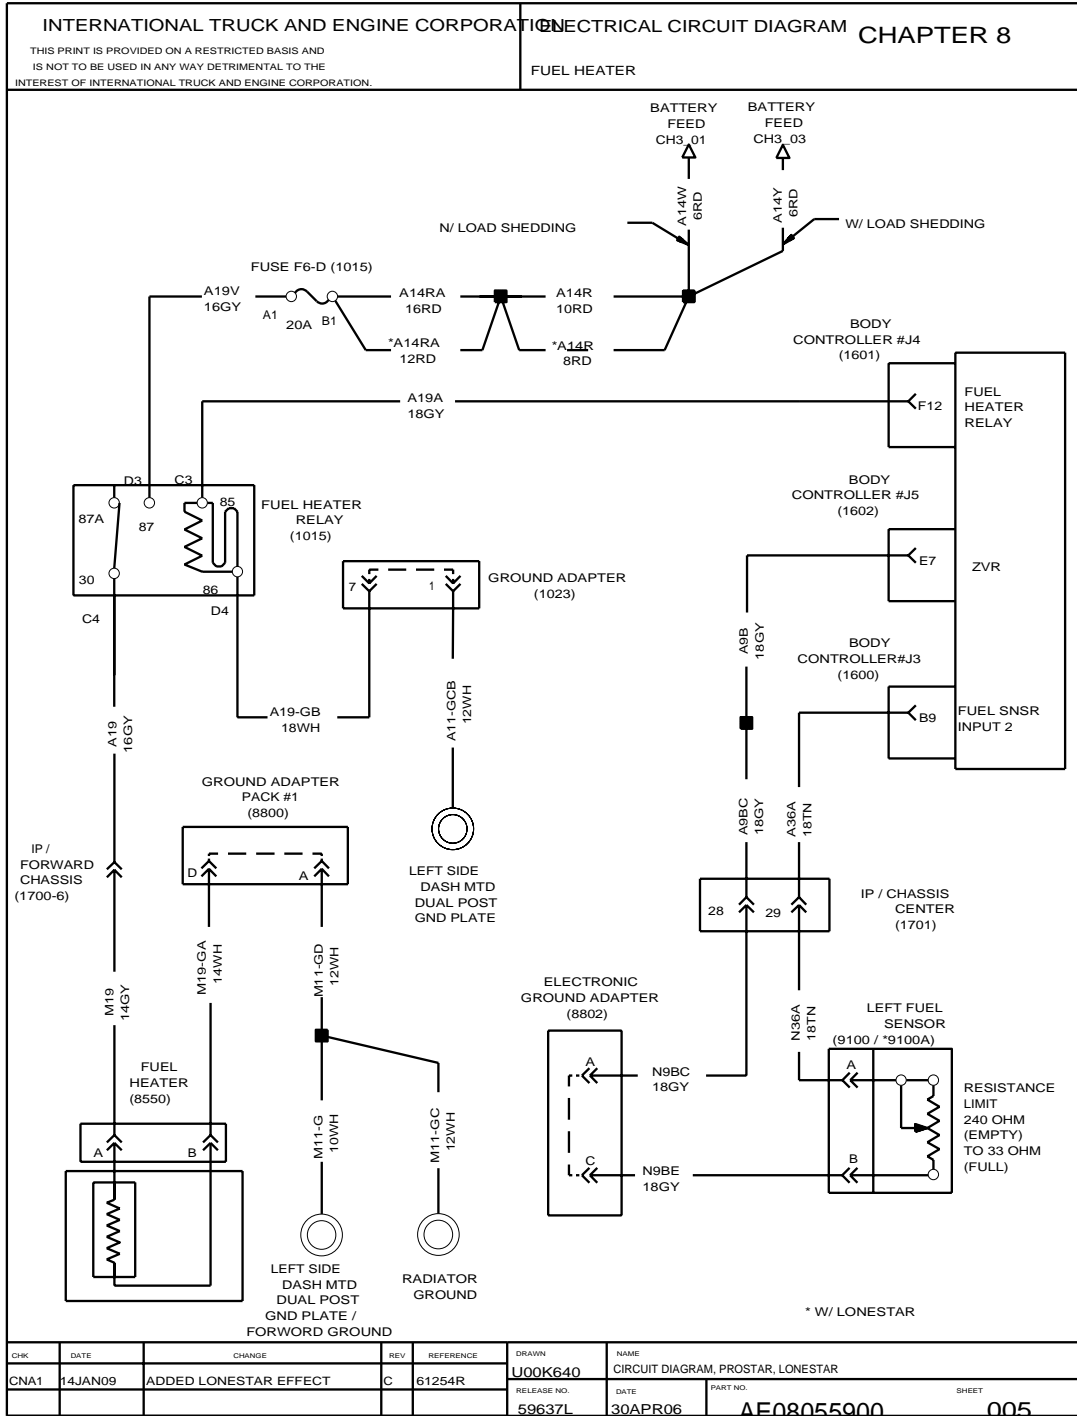 INTERNATIONAL TRUCK AND ENGINE CORPORATION
THIS PRINT IS PROVIDED ON A RESTRICTED BASIS AND
IS NOT TO BE USED IN ANY WAY DETRIMENTAL TO THE
INTEREST OF INTERNATIONAL TRUCK AND ENGINE CORPORATION.
ELECTRICAL CIRCUIT DIAGRAM
CHAPTER 8
FUEL HEATER
BATTERY
FEED
CH3_01
BATTERY
FEED
CH3_03
A14W
6RD
A14Y
6RD
N/ LOAD SHEDDING
W/ LOAD SHEDDING
FUSE F6-D (1015)
A19V
16GY
A1
20A
B1
A14RA
16RD
A14R
10RD
*A14RA
12RD
*A14R
8RD
BODY
CONTROLLER #J4
(1601)
A19A
18GY
F12
FUEL
HEATER
RELAY
D3
C3
87A
87
85
30
86
C4
D4
FUEL HEATER
RELAY
(1015)
BODY
CONTROLLER #J5
(1602)
E7
ZVR
7
1
GROUND ADAPTER
(1023)
A9B
18GY
BODY
CONTROLLER#J3
(1600)
B9
FUEL SNSR
INPUT 2
A19
16GY
A19-GB
18WH
A11-GCB
12WH
GROUND ADAPTER
PACK #1
(8800)
D
A
A9BC
18GY
A36A
18TN
IP /
FORWARD
CHASSIS
(1700-6)
LEFT SIDE
DASH MTD
DUAL POST
GND PLATE
28
29
IP / CHASSIS
CENTER
(1701)
M19
14GY
M19-GA
14WH
M11-GD
12WH
ELECTRONIC
GROUND ADAPTER
(8802)
N36A
18TN
LEFT FUEL
SENSOR
(9100 / *9100A)
FUEL
HEATER
(8550)
A
B
A
N9BC
18GY
C
N9BE
18GY
A
B
RESISTANCE
LIMIT
240 OHM
(EMPTY)
TO 33 OHM
(FULL)
M11-G
10WH
M11-GC
12WH
LEFT SIDE
DASH MTD
DUAL POST
GND PLATE /
FORWORD GROUND
RADIATOR
GROUND
* W/ LONESTAR
CHK DATE CHANGE REV REFERENCE
CNA1 14JAN09 ADDED LONESTAR EFFECT C 61254R
DRAWN
U00K640
NAME
CIRCUIT DIAGRAM, PROSTAR, LONESTAR
RELEASE NO.
59637L
DATE
30APR06
PART NO.
AE08055900
SHEET
005